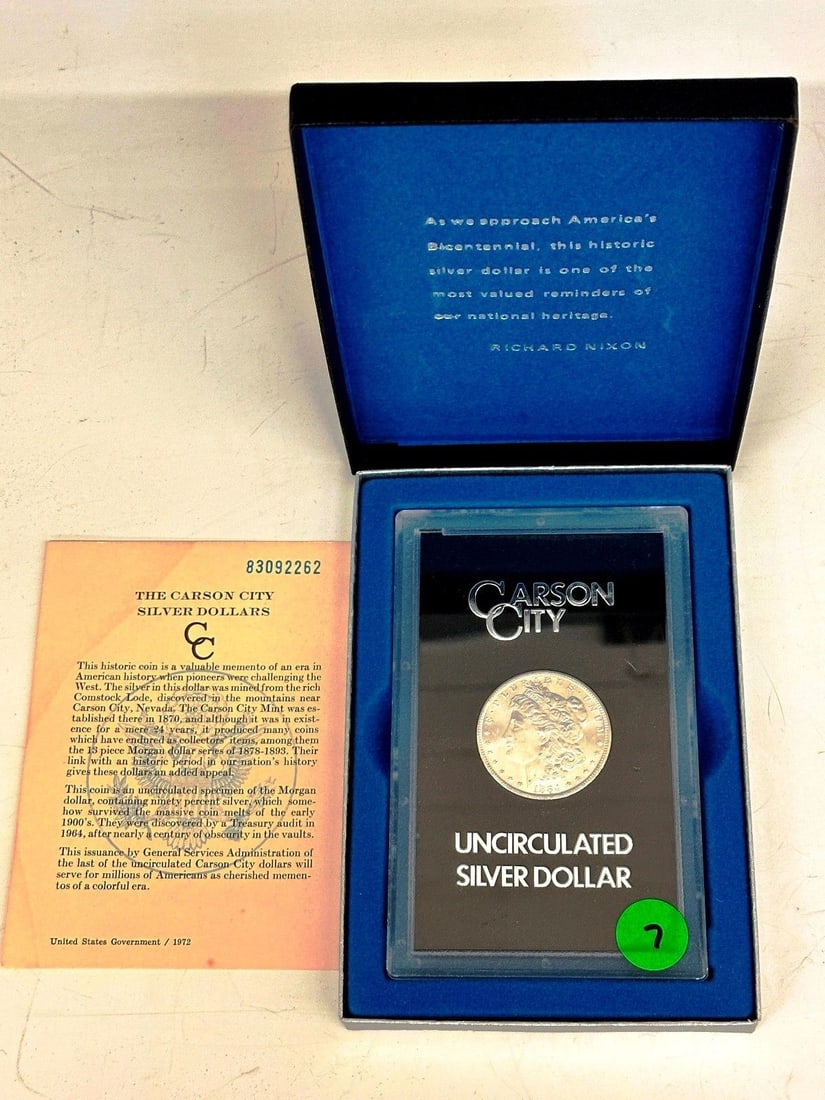 As we approach America's
Bicentennial, this historic
silver dollar is one of the
most valued reminders of
our national heritage.
RICHARD NIXON
83092262
THE CARSON CITY
SILVER DOLLARS
CC
This historic coin is a valuable memento of an era in
American history when pioneers were challenging the
West. The silver in this dollar was mined from the rich
Comstock Lode, discovered in the mountains near
Carson City, Nevada. The Carson City Mint was es-
tablished there in 1870, and although it was in exist-
ence for a mere 24 years, it produced many coins
which have endured as collectors' items, among them
the 13 piece Morgan dollar series of 1878-1893. Their
link with an historic period in our nation's history
gives these dollars an added appeal.
This coin is an uncirculated specimen of the Morgan
dollar, containing ninety percent silver, which some-
how survived the massive coin melts of the early
1900's. They were discovered by a Treasury audit in
1964, after nearly a century of obscurity in the vaults.
This issuance by General Services Administration of
the last of the uncirculated Carson City dollars will
serve for millions of Americans as cherished memen-
tos of a colorful era.
United States Government / 1972
CARSON
CITY
E PLURIBUS UNUM
UNCIRCULATED
SILVER DOLLAR
7